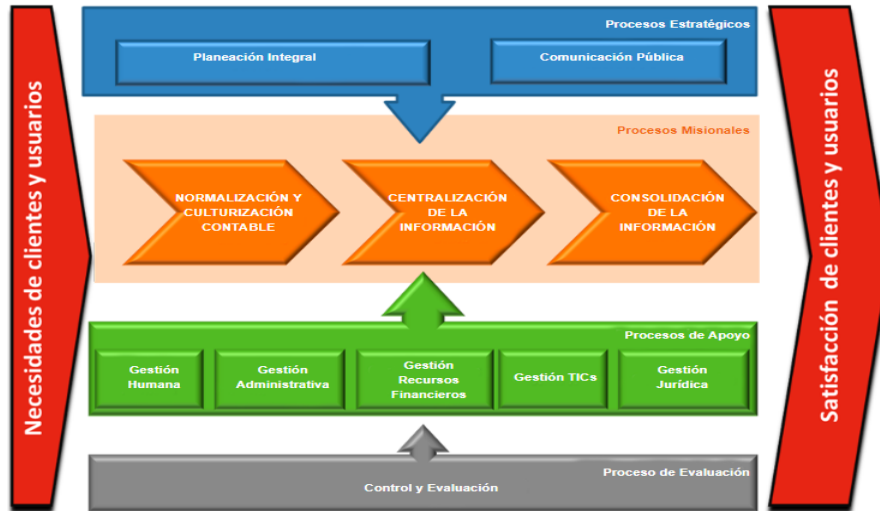 Necesidades de clientes y usuarios
Procesos Estratégicos
Planeación Integral
Comunicación Pública
Procesos Misionales
NORMALIZACIÓN Y
CULTURIZACIÓN
CONTABLE
CENTRALIZACIÓN
DE LA
INFORMACIÓN
CONSOLIDACIÓN
DE LA
INFORMACIÓN
Procesos de Apoyo
Gestión
Humana
Gestión
Administrativa
Gestión
Recursos
Financieros
Gestión TICs
Gestión
Jurídica
Proceso de Evaluación
Control y Evaluación
Satisfacción de clientes y usuarios